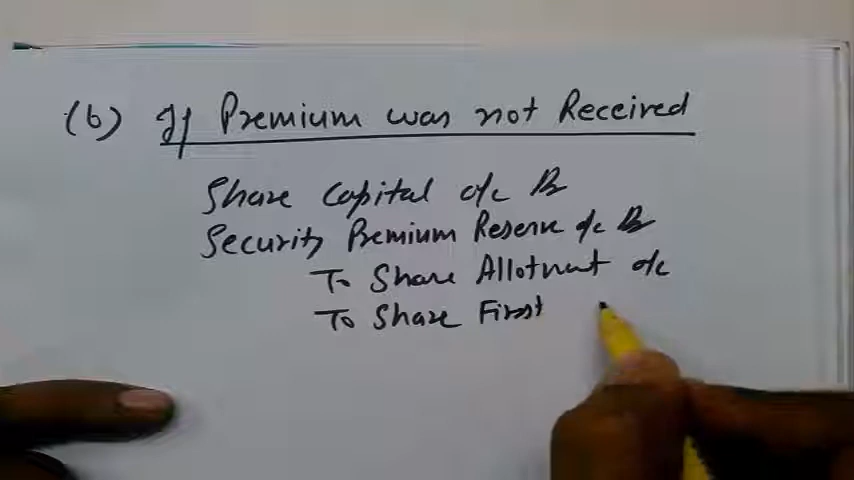 (b) If Premium was not Received
Share Capital a/c Dr
Security Premium Reserve a/c Dr
To Share Allotment a/c
To Share First